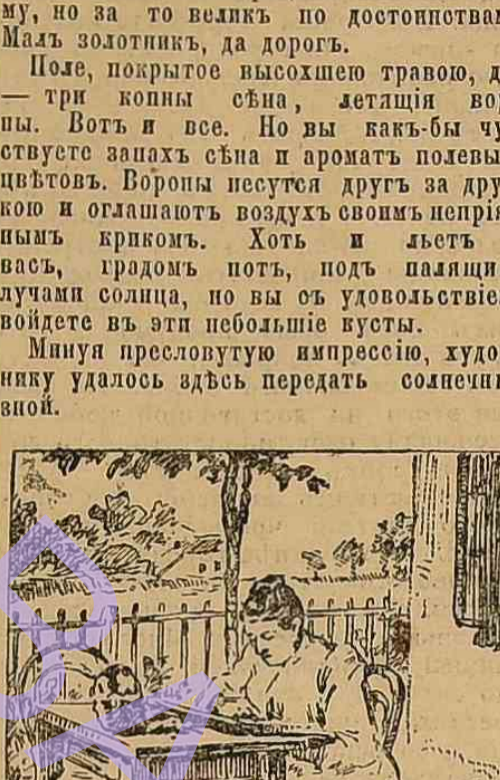 му, но за то великъ по достоинствам
Малъ золотникъ, да дорогъ.
Поле, покрытое высохшею травою, д
— три копны сѣна, летящія во
ны. Вотъ и все. Но вы какъ-бы чу
ствуете запахъ сѣна и ароматъ полевы
цвѣтовъ. Вороны несутся другъ за дру
кою и оглашаютъ воздухъ своимъ непрія
нымъ крикомъ. Хоть и льетъ
васъ, градомъ потъ, подъ палящи
лучами солнца, но вы съ удовольствіе
войдете въ эти небольшіе кусты.
Минуя пресловутую импрессію, худо
нику удалось здѣсь передать солнечн
зной.